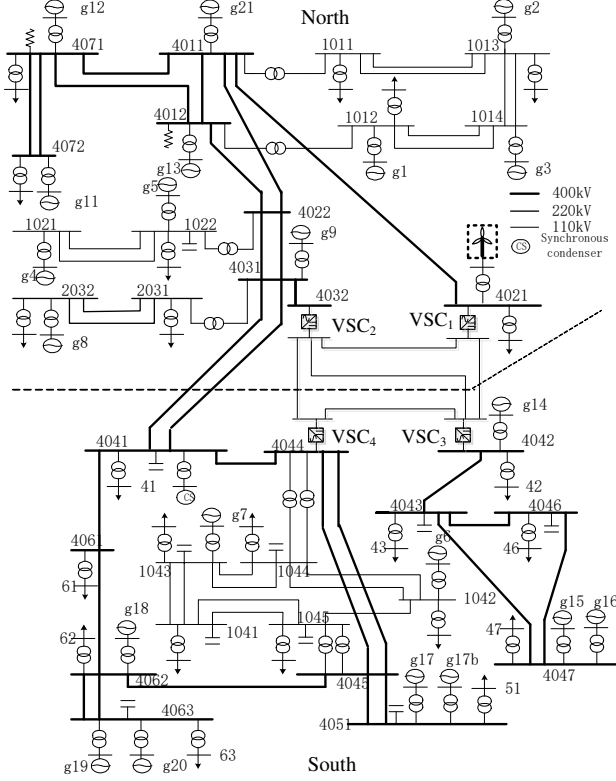 North
g12
g21
g2
4071
4011
1011
1013
4012
1012
1014
4072
g13
g5
g1
g3
g11
400kV
220kV
110kV
CS
Synchronous
condenser
1021
1022
4022
g9
g4
4031
2032
2031
4032
4021
g8
VSC2
VSC1
g14
VSC4
VSC3
4041
4044
4042
41
CS
42
4043
4046
g7
g6
43
46
4061
61
1043
1044
1042
g18
g15
g16
62
1041
1045
47
4062
4045
g17
g17b
51
4047
4063
4051
g19
g20
63
South